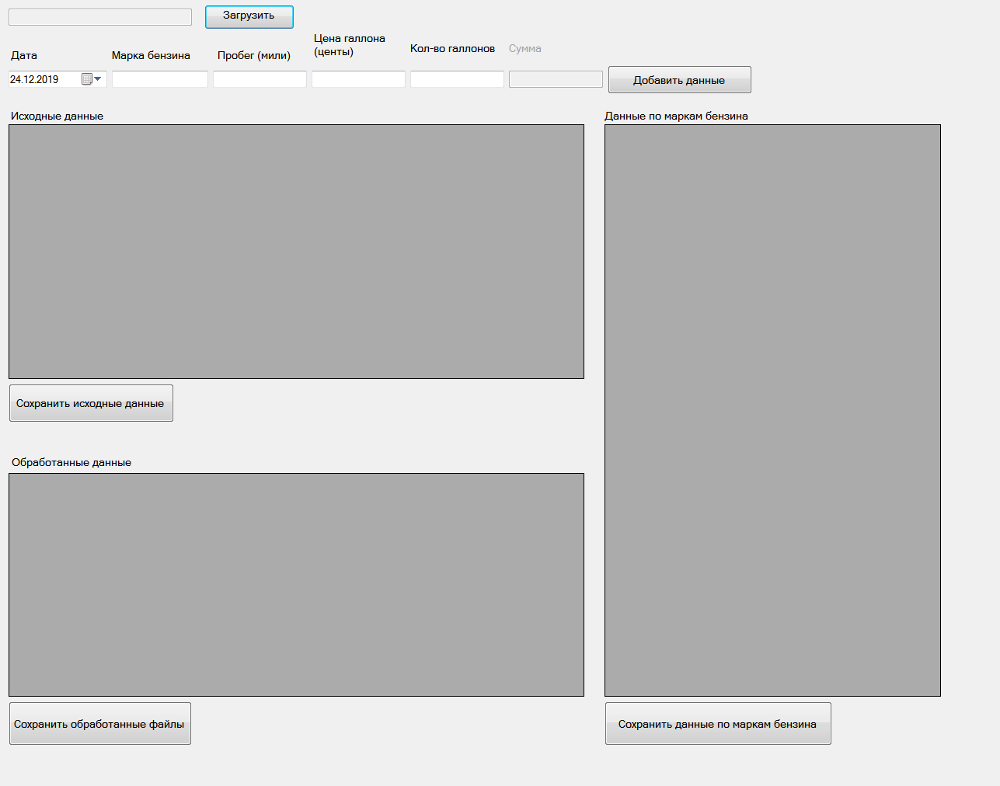 Загрузить
Дата
Марка бензина
Пробег (мили)
Цена галлона
(центы)
Кол-во галлонов
Сумма
24.12.2019
Добавить данные
Исходные данные
Данные по маркам бензина
Сохранить исходные данные
Обработанные данные
Сохранить обработанные файлы
Сохранить данные по маркам бензина